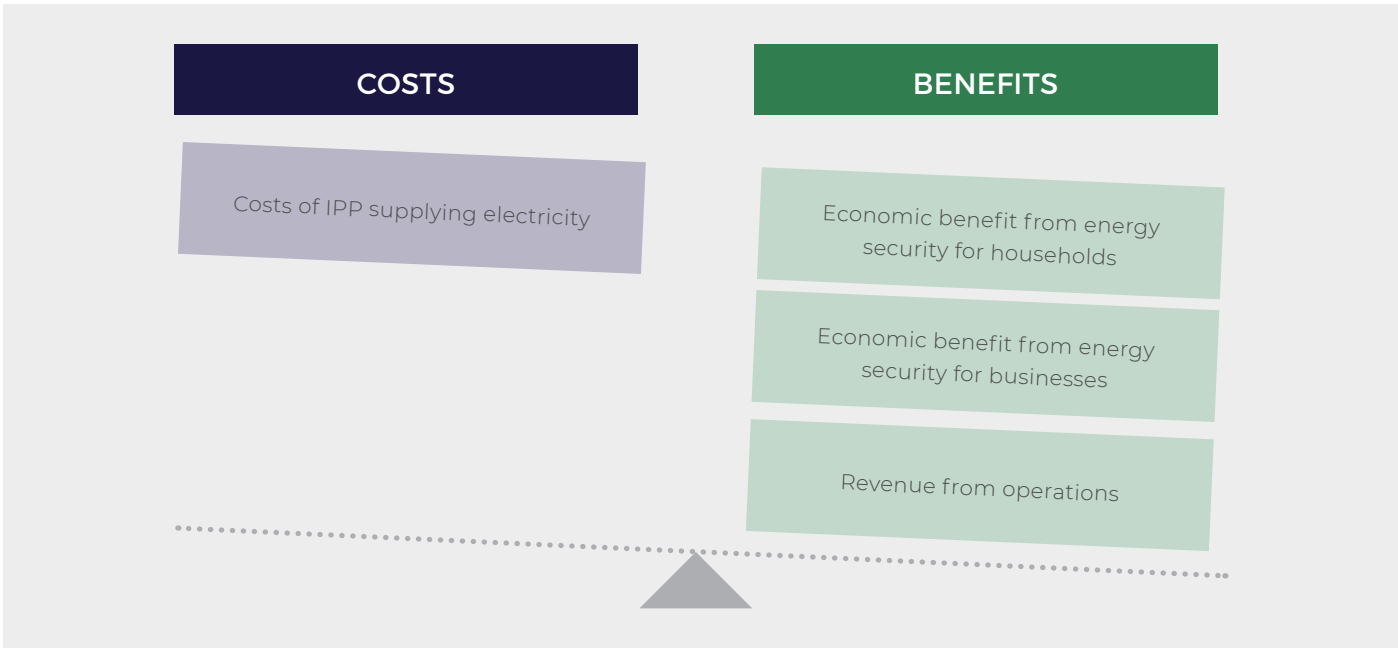 COSTS
Costs of IPP supplying electricity
BENEFITS
Economic benefit from energy
security for households
Economic benefit from energy
security for businesses
Revenue from operations